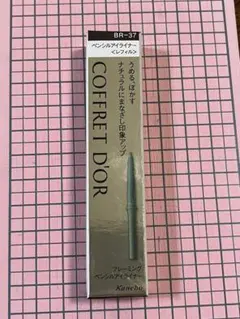 BR-37
ペンシルアイライナー
<レフィル>
うめる、ぼかす
ナチュラルにまなざし印象アップ
COFFRET D'OR
フレーミング
ペンシルアイライナー
Kanebo